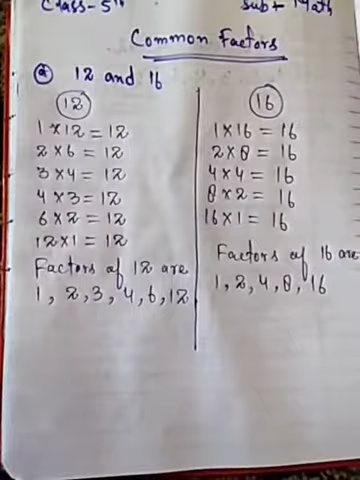 Class-5th
Sub+ Math
Common Factors
a) 12 and 16
12
1 × 12 = 12
2 × 6 = 12
3 × 4 = 12
4 × 3 = 12
6 × 2 = 12
12 × 1 = 12
Factors of 12 are
1, 2, 3, 4, 6, 12
16
1 × 16 = 16
2 × 8 = 16
4 × 4 = 16
8 × 2 = 16
16 × 1 = 16
Factors of 16 are
1, 2, 4, 8, 16